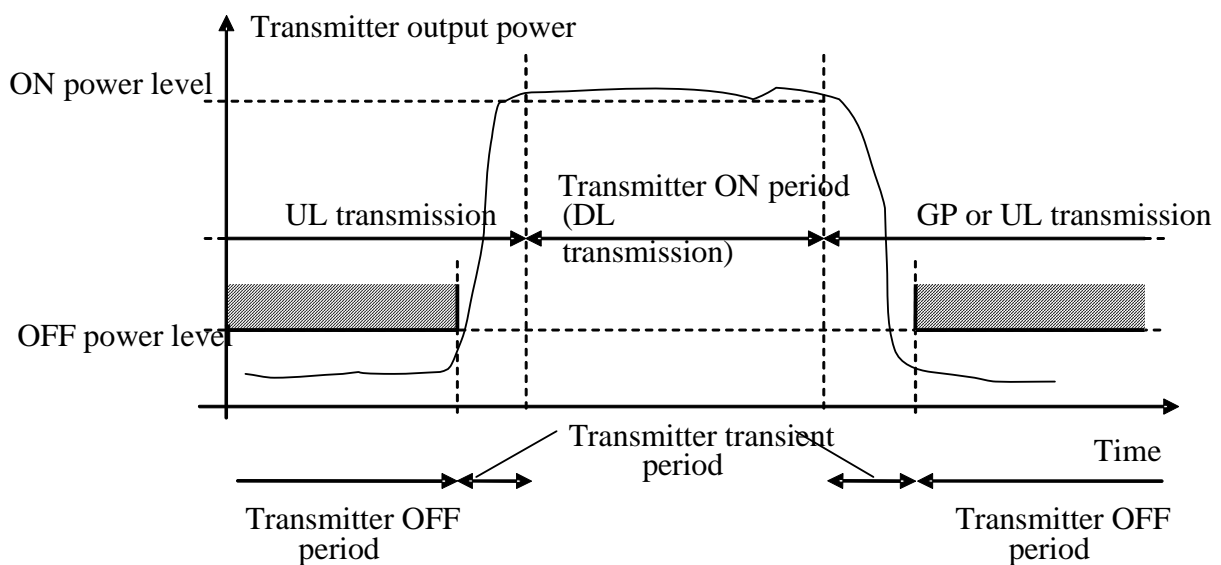 Transmitter output power
ON power level
Transmitter ON period
UL transmission
(DL
GP or UL transmission
transmission)
OFF power level
Transmitter transient
period
Time
Transmitter OFF
period
Transmitter OFF
period